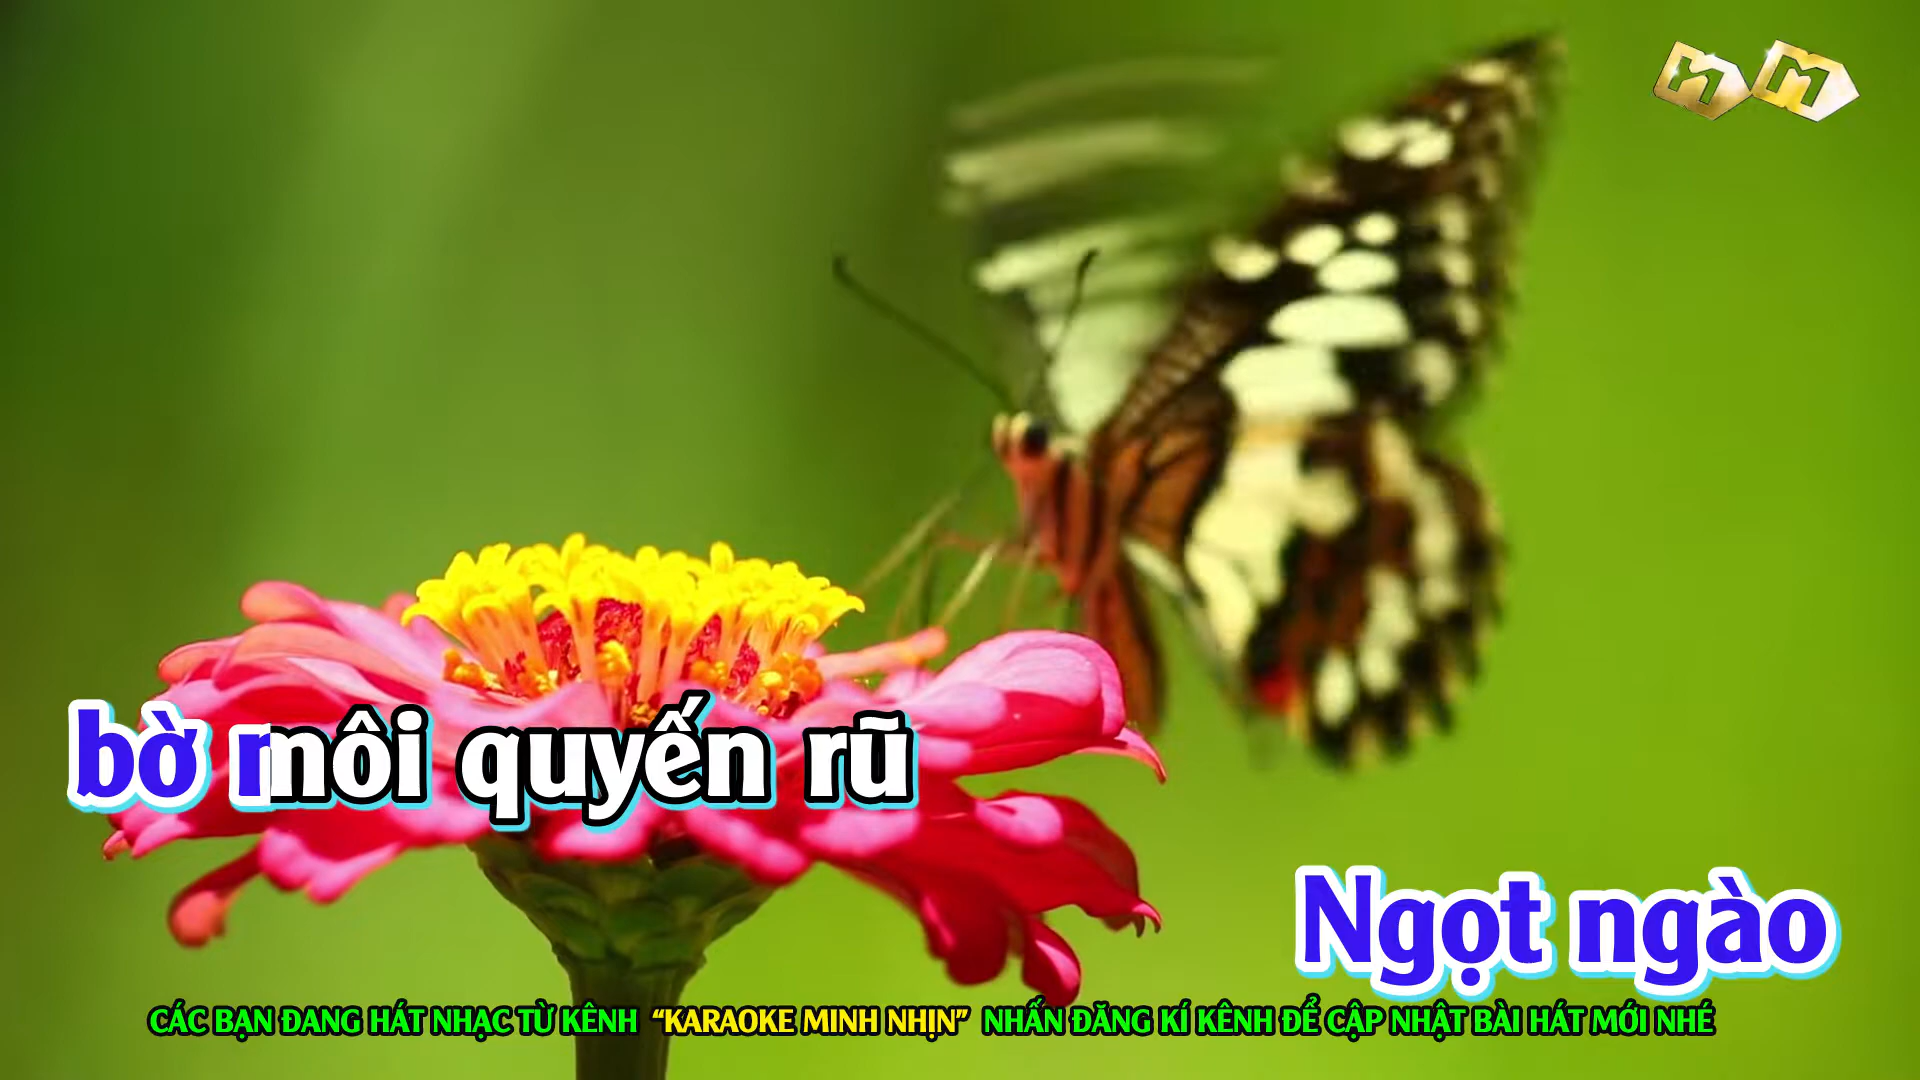 bờ môi quyến rũ
Ngọt ngào
CÁC BẠN ĐANG HÁT NHẠC TỪ KÊNH “KARAOKE MINH NHỊN” NHẤN ĐĂNG KÍ KÊNH ĐỂ CẬP NHẬT BÀI HÁT MỚI NHÉ